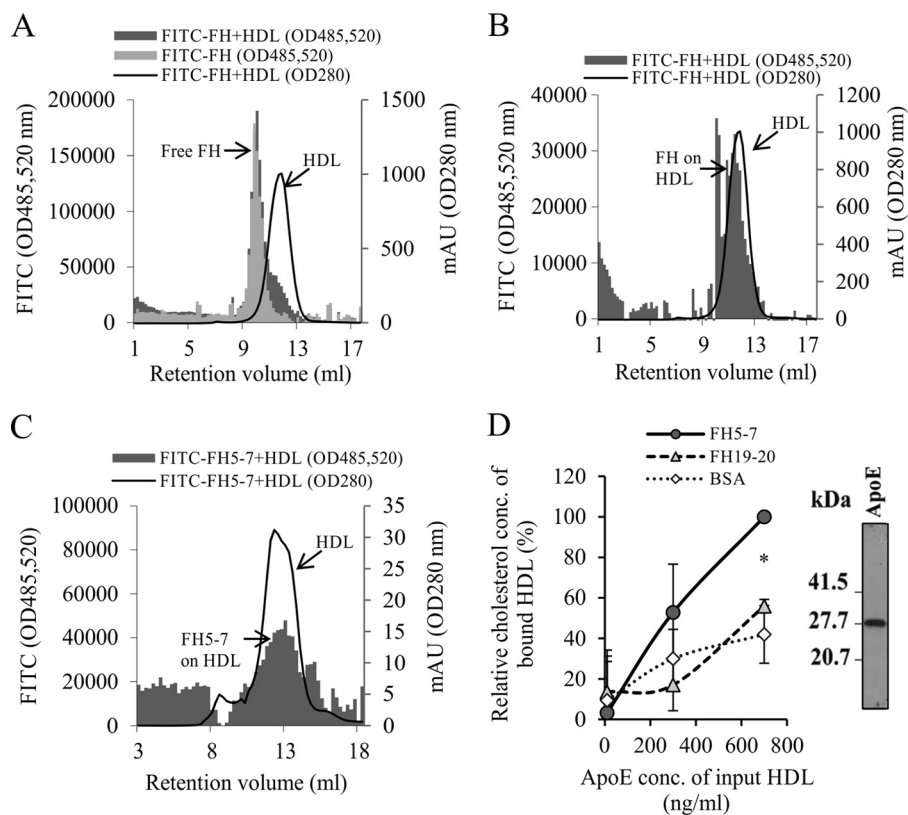 A
FITC-FH+HDL (OD485,520)
FITC-FH (OD485,520)
FITC-FH+HDL (OD280)
FITC (OD485,520 nm)
200000
150000
100000
50000
0
1500
1000
500
0
mAU (OD280 nm)
Free FH
HDL
1 5 9 13 17
Retention volume (ml)
B
FITC-FH+HDL (OD485,520)
FITC-FH+HDL (OD280)
FITC (OD485,520 nm)
40000
30000
20000
10000
0
1200
1000
800
600
400
200
0
mAU (OD280 nm)
FH on
HDL
HDL
1 5 9 13 17
Retention volume (ml)
C
FITC-FH5-7+HDL (OD485,520)
FITC-FH5-7+HDL (OD280)
FITC (OD485,520)
100000
80000
60000
40000
20000
0
35
30
25
20
15
10
5
0
mAU (OD280 nm)
HDL
FH5-7
on HDL
3 8 13 18
Retention volume (ml)
D
FH5-7
FH19-20
BSA
Relative cholesterol conc. of
bound HDL (%)
120
100
80
60
40
20
0
*
0 200 400 600 800
ApoE conc. of input HDL
(ng/ml)
kDa
ApoE
41.5
27.7
20.7